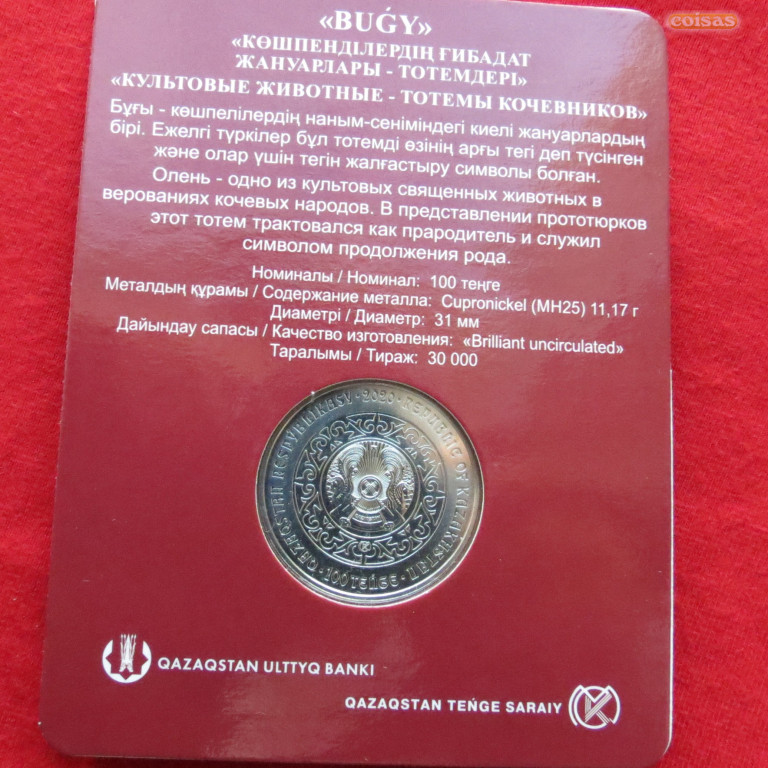 coisas
«BUǴY»
«КӨШПЕНДІЛЕРДІҢ ҒИБАДАТ
ЖАНУАРЛАРЫ - ТОТЕМДЕРІ»
«КУЛЬТОВЫЕ ЖИВОТНЫЕ - ТОТЕМЫ КОЧЕВНИКОВ»
Бұғы - көшпелілердің наным-сеніміндегі киелі жануарлардың
бірі. Ежелгі түркілер бұл тотемді өзінің арғы тегі деп түсінген
және олар үшін тегін жалғастыру символы болған.
Олень - одно из культовых священных животных в
верованиях кочевых народов. В представлении прототюрков
этот тотем трактовался как прародитель и служил
символом продолжения рода.
Номиналы / Номинал: 100 теңге
Металдың құрамы / Содержание металла: Cupronickel (MH25) 11,17 г
Диаметрі / Диаметр: 31 мм
Дайындау сапасы / Качество изготовления: «Brilliant uncirculated»
Таралымы / Тираж: 30 000
QAZAQSTAN RESPYBLIKASY · 2020 · REPUBLIC OF KAZAKHSTAN
· 100 ТЕҢГЕ ·
QAZAQSTAN ULTTYQ BANKI
QAZAQSTAN TEŃGE SARAIY